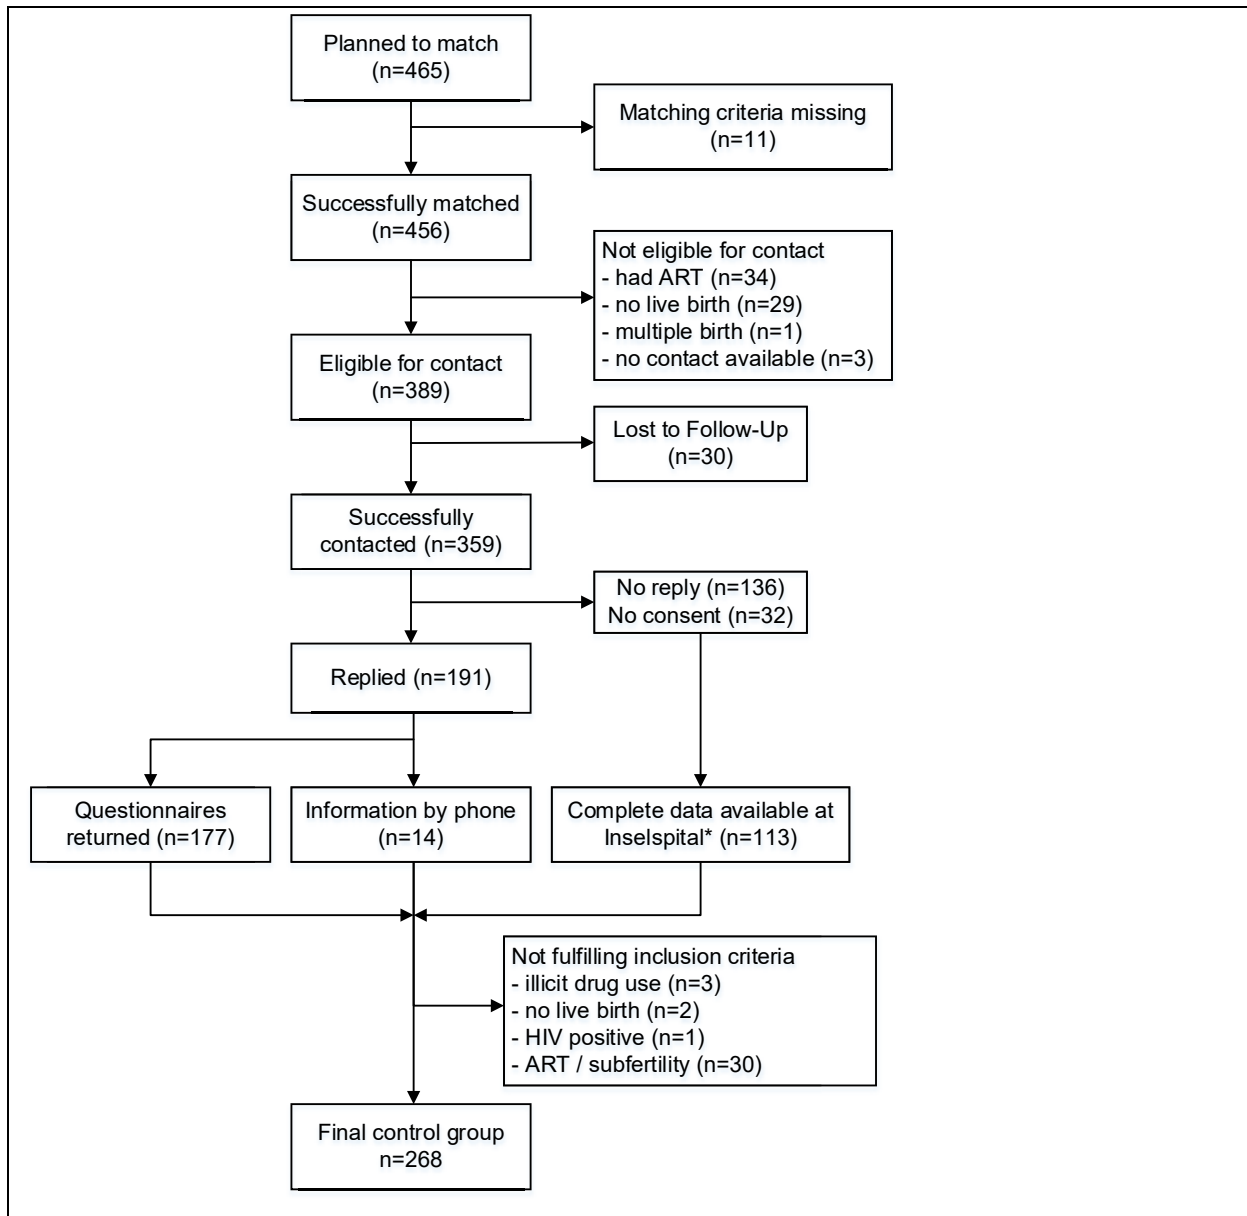 Planned to match
(n=465)
Matching criteria missing
(n=11)
Successfully matched
(n=456)
Not eligible for contact
- had ART (n=34)
- no live birth (n=29)
- multiple birth (n=1)
- no contact available (n=3)
Eligible for contact
(n=389)
Lost to Follow-Up
(n=30)
Successfully
contacted (n=359)
No reply (n=136)
No consent (n=32)
Replied (n=191)
Questionnaires
returned (n=177)
Information by phone
(n=14)
Complete data available at
Inselspital* (n=113)
Not fulfilling inclusion criteria
- illicit drug use (n=3)
- no live birth (n=2)
- HIV positive (n=1)
- ART / subfertility (n=30)
Final control group
n=268